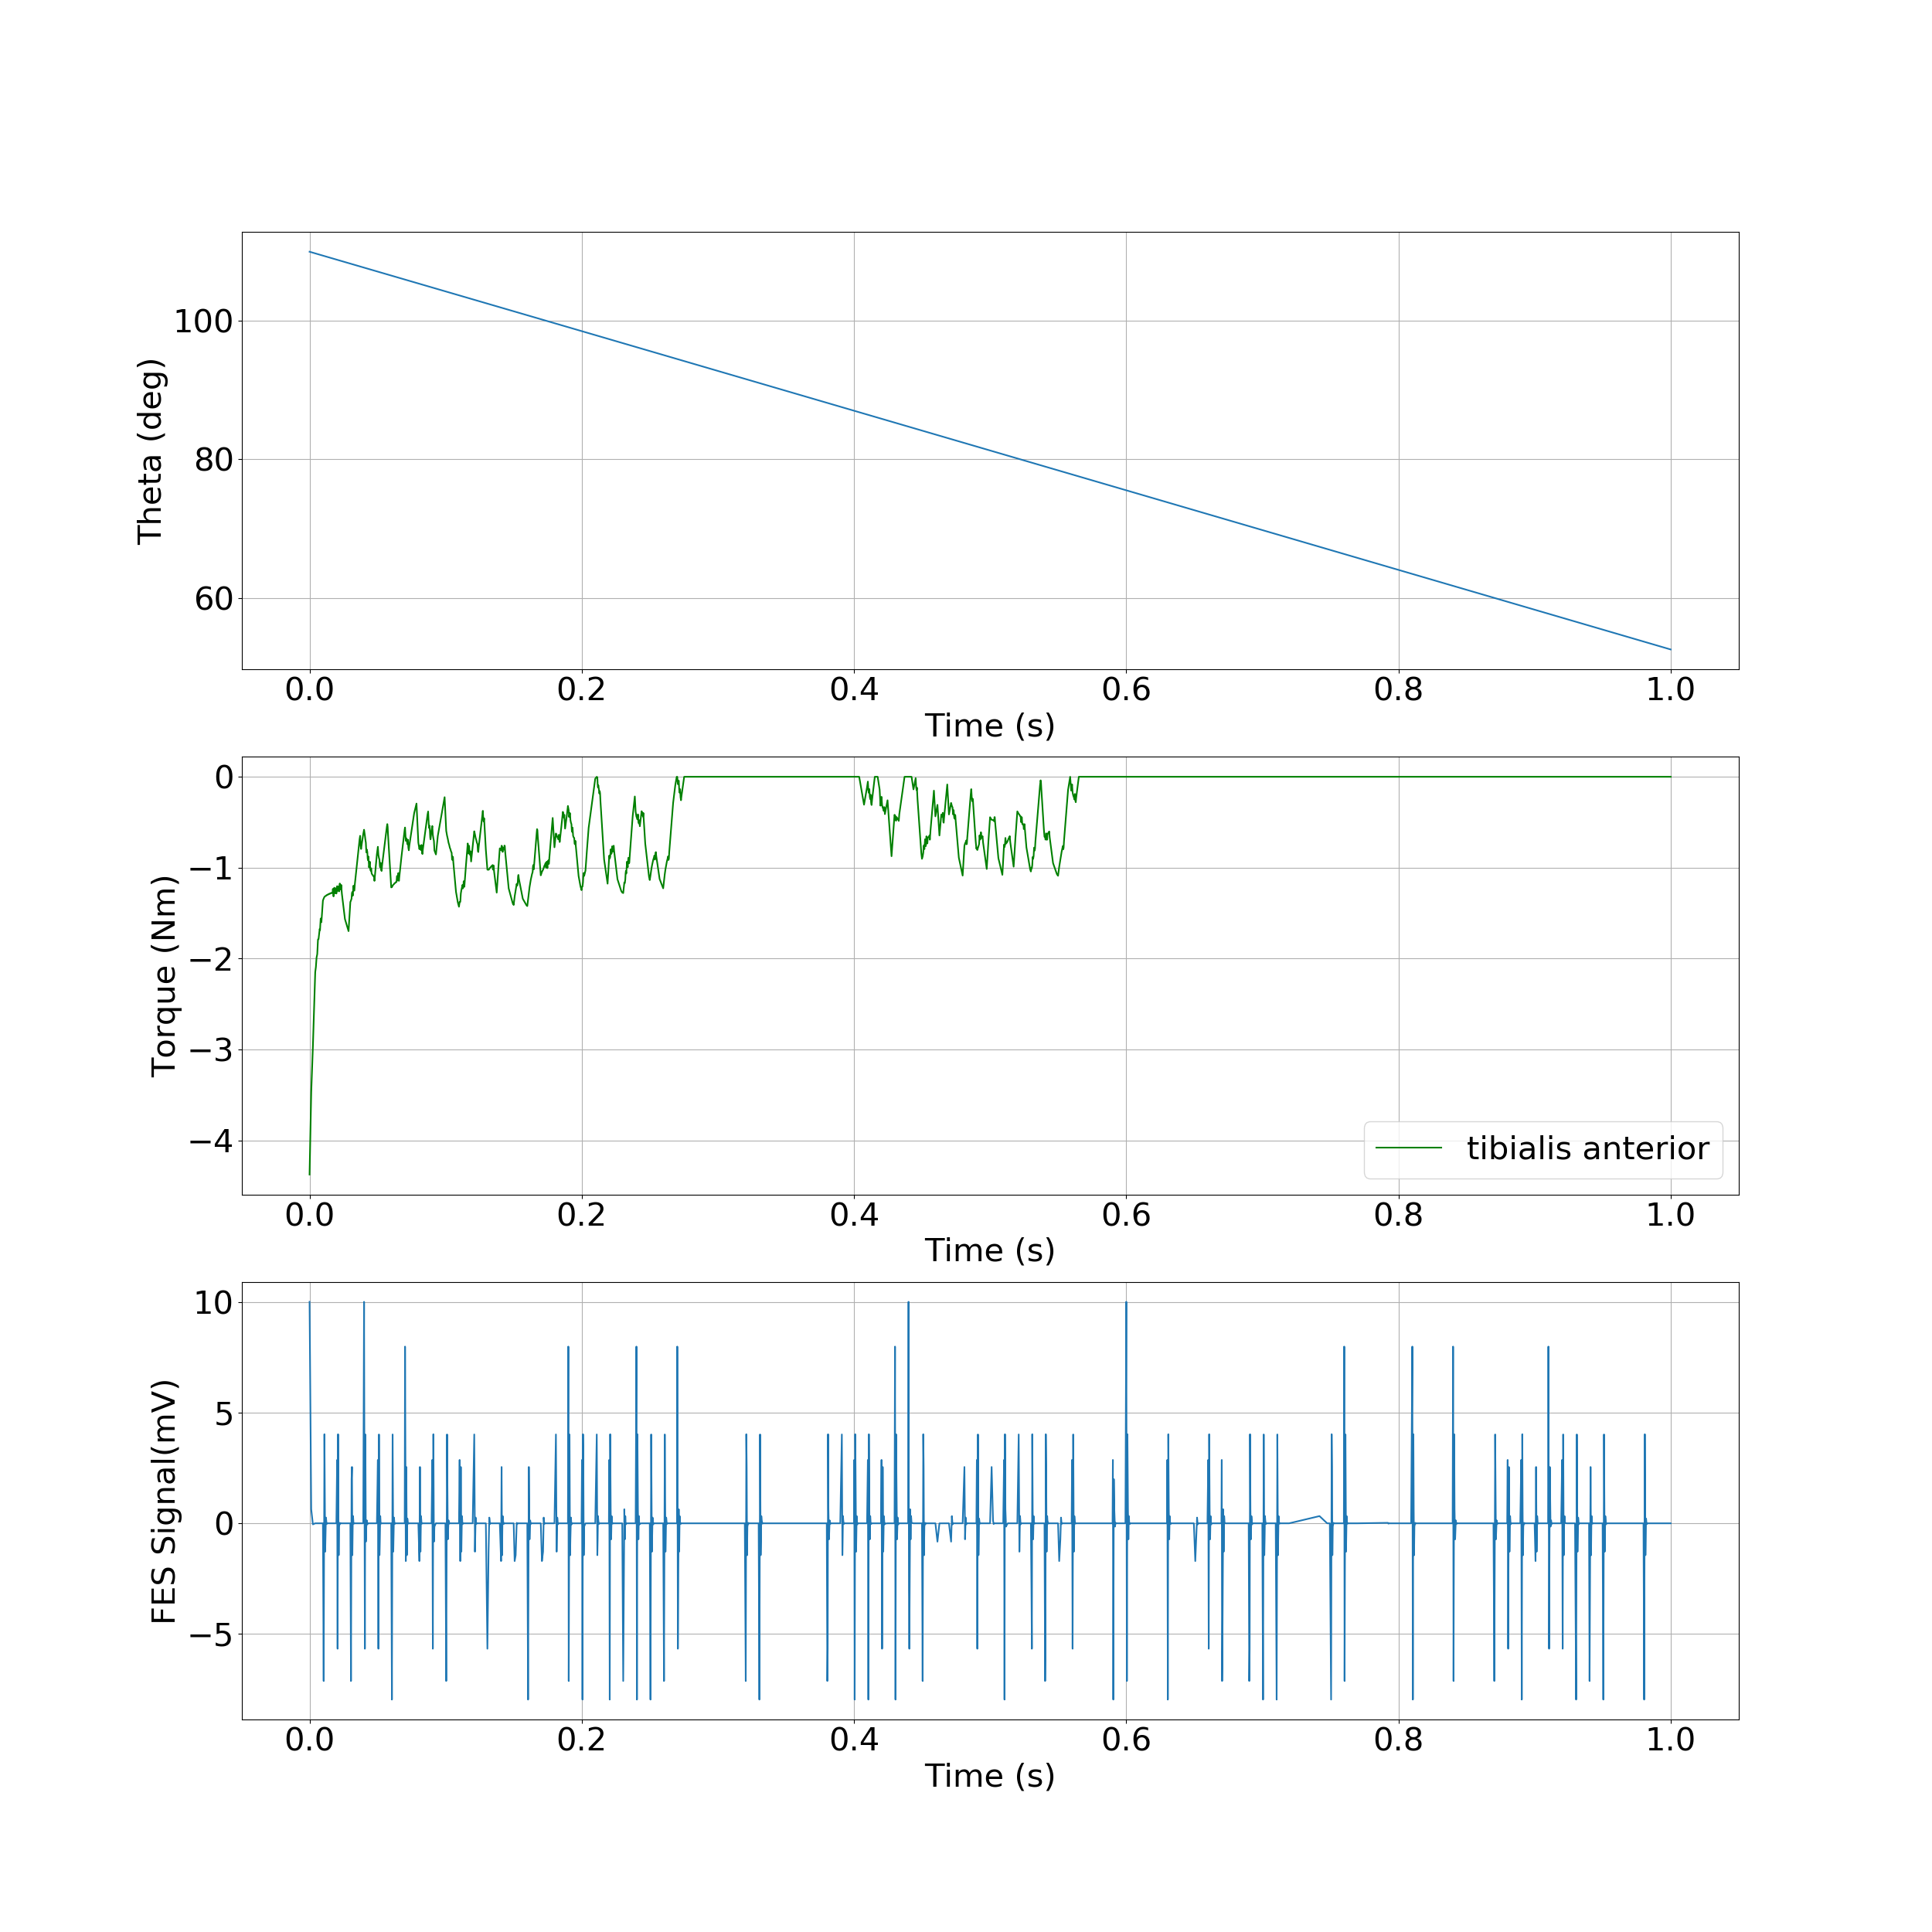 100
80
60
Theta (deg)
0.0 0.2 0.4 0.6 0.8 1.0
Time (s)
0
−1
−2
−3
−4
Torque (Nm)
tibialis anterior
0.0 0.2 0.4 0.6 0.8 1.0
Time (s)
10
5
0
−5
FES Signal(mV)
0.0 0.2 0.4 0.6 0.8 1.0
Time (s)